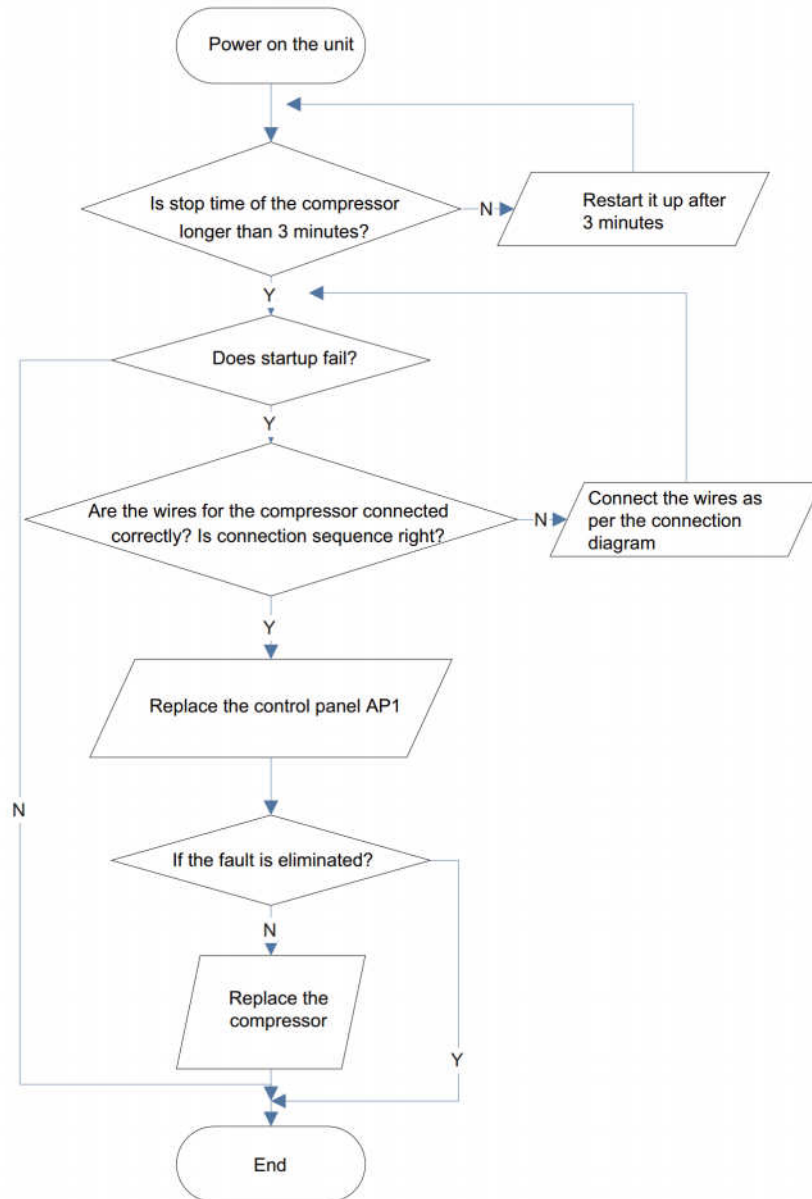 Power on the unit
Is stop time of the compressor
longer than 3 minutes?
N
Restart it up after
3 minutes
Y
Does startup fail?
Y
Are the wires for the compressor connected
correctly? Is connection sequence right?
N
Connect the wires as
per the connection
diagram
Y
Replace the control panel AP1
N
If the fault is eliminated?
N
Replace the
compressor
Y
End